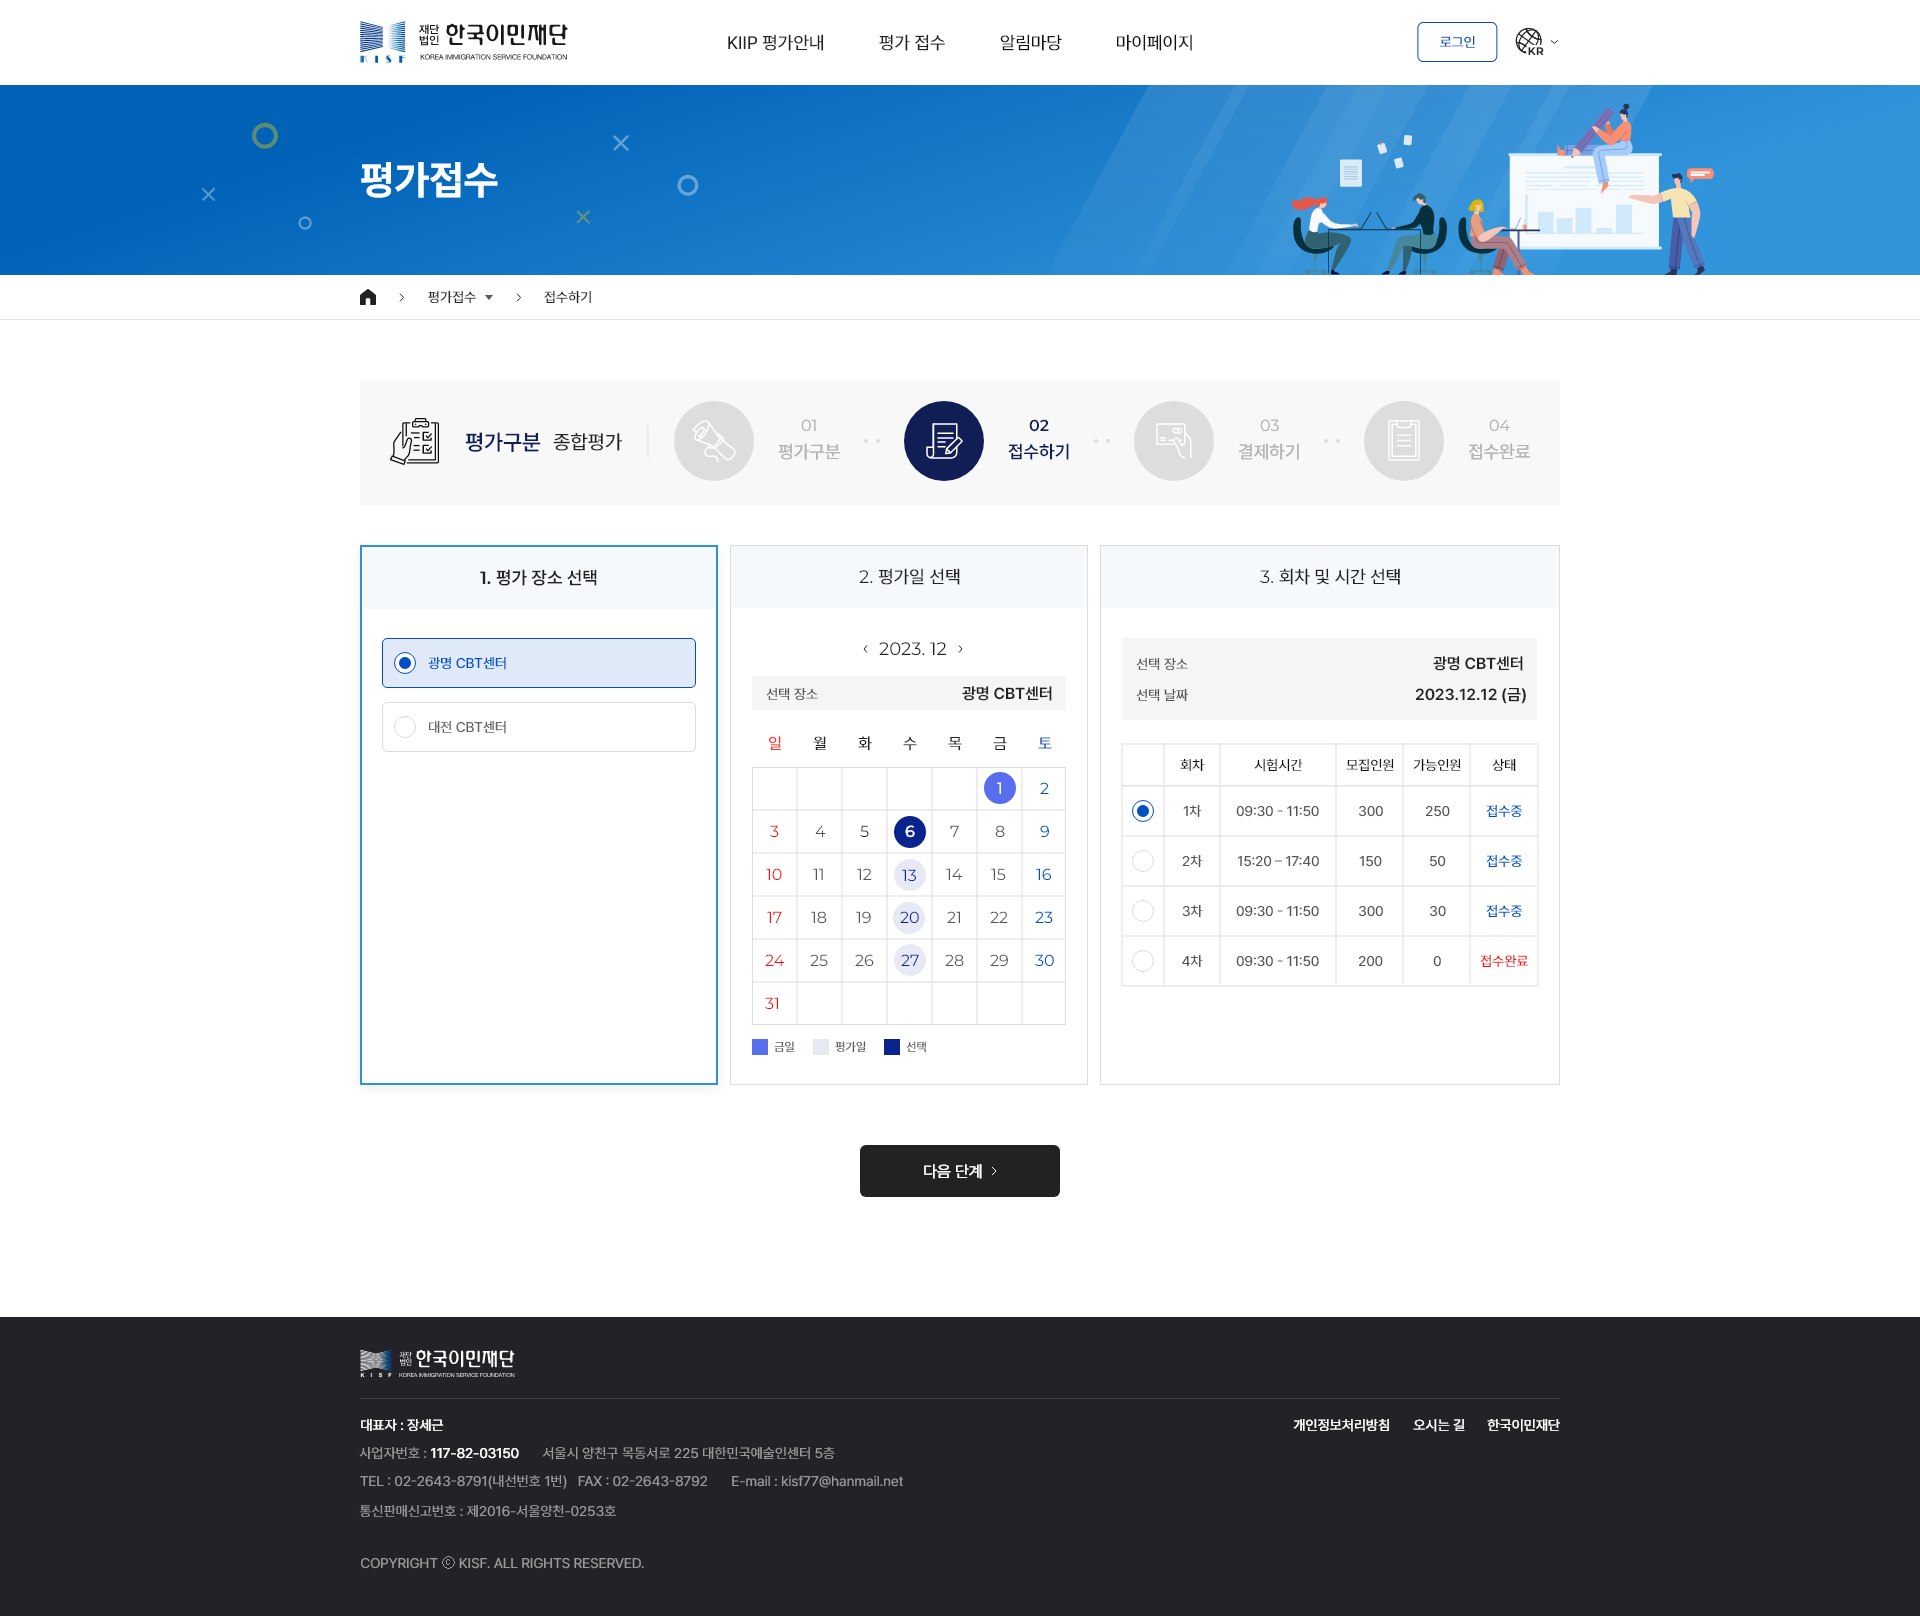 재단법인 한국이민재단
KISF KOREA IMMIGRATION SERVICE FOUNDATION
KIIP 평가안내 평가 접수 알림마당 마이페이지
로그인 KR
평가접수
평가접수 접수하기
평가구분 종합평가
01 평가구분
02 접수하기
03 결제하기
04 접수완료
1. 평가 장소 선택
광명 CBT센터
대전 CBT센터
2. 평가일 선택
2023. 12
선택 장소 광명 CBT센터
일 월 화 수 목 금 토
1 2
3 4 5 6 7 8 9
10 11 12 13 14 15 16
17 18 19 20 21 22 23
24 25 26 27 28 29 30
31
금일 평가일 선택
3. 회차 및 시간 선택
선택 장소 광명 CBT센터
선택 날짜 2023.12.12 (금)
회차 시험시간 모집인원 가능인원 상태
1차 09:30 - 11:50 300 250 접수중
2차 15:20 – 17:40 150 50 접수중
3차 09:30 - 11:50 300 30 접수중
4차 09:30 - 11:50 200 0 접수완료
다음 단계
재단법인 한국이민재단
KISF KOREA IMMIGRATION SERVICE FOUNDATION
대표자 : 장세근
개인정보처리방침 오시는 길 한국이민재단
사업자번호 : 117-82-03150 서울시 양천구 목동서로 225 대한민국예술인센터 5층
TEL : 02-2643-8791(내선번호 1번) FAX : 02-2643-8792 E-mail : kisf77@hanmail.net
통신판매신고번호 : 제2016-서울양천-0253호
COPYRIGHT ⓒ KISF. ALL RIGHTS RESERVED.